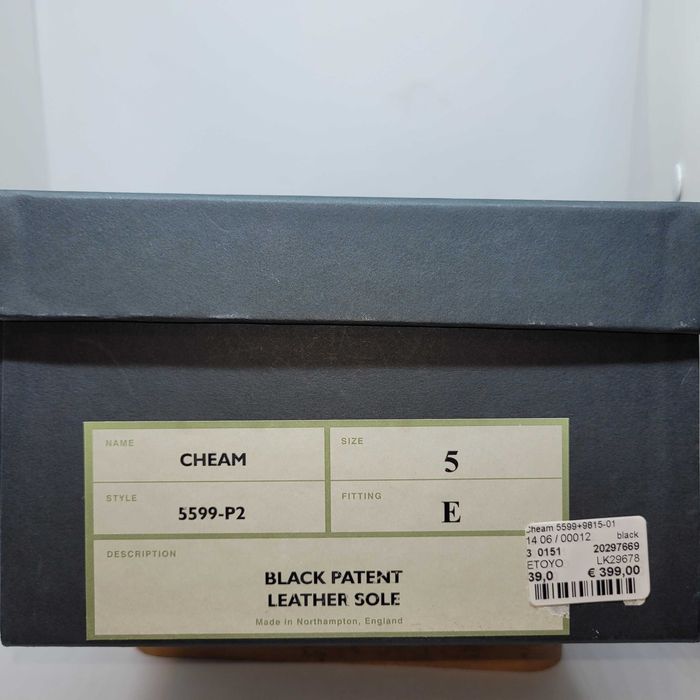 NAME
CHEAM
SIZE
5
STYLE
5599-P2
FITTING
E
DESCRIPTION
BLACK PATENT
LEATHER SOLE
Made in Northampton, England
Cheam 5599+9815-01
14 06 / 00012 black
3 0151 20297669
ETOYO LK29678
39,0 € 399,00